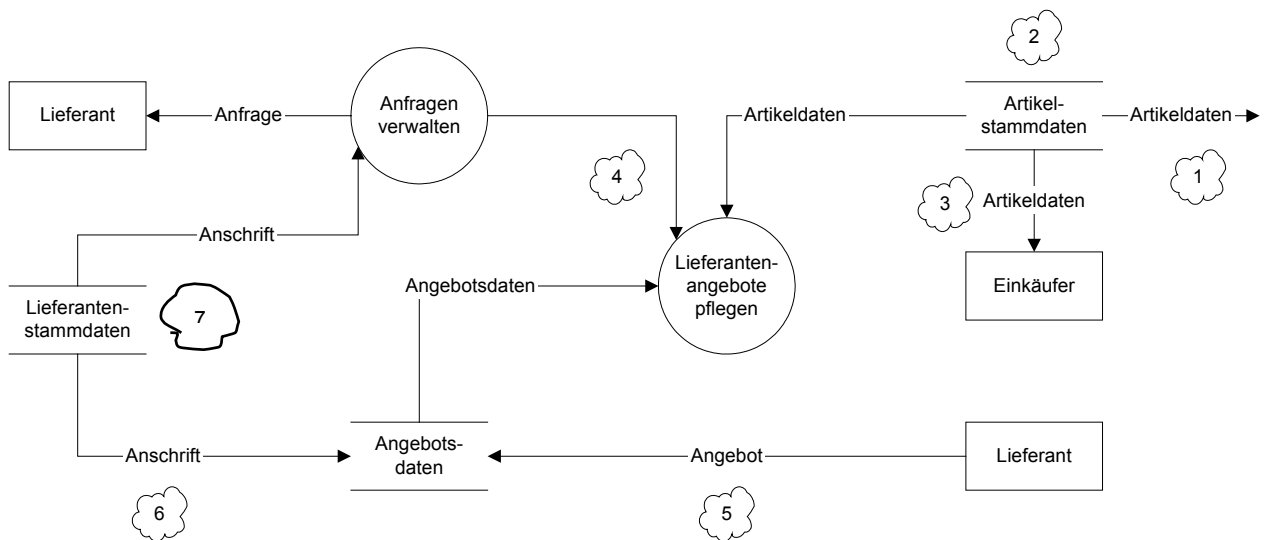 2
Lieferant
Anfrage
Anfragen
verwalten
Artikeldaten
Artikel-
stammdaten
Artikeldaten
4
3
Artikeldaten
1
Anschrift
Lieferanten-
stammdaten
7
Angebotsdaten
Lieferanten-
angebote
pflegen
Einkäufer
Anschrift
Angebots-
daten
Angebot
Lieferant
6
5